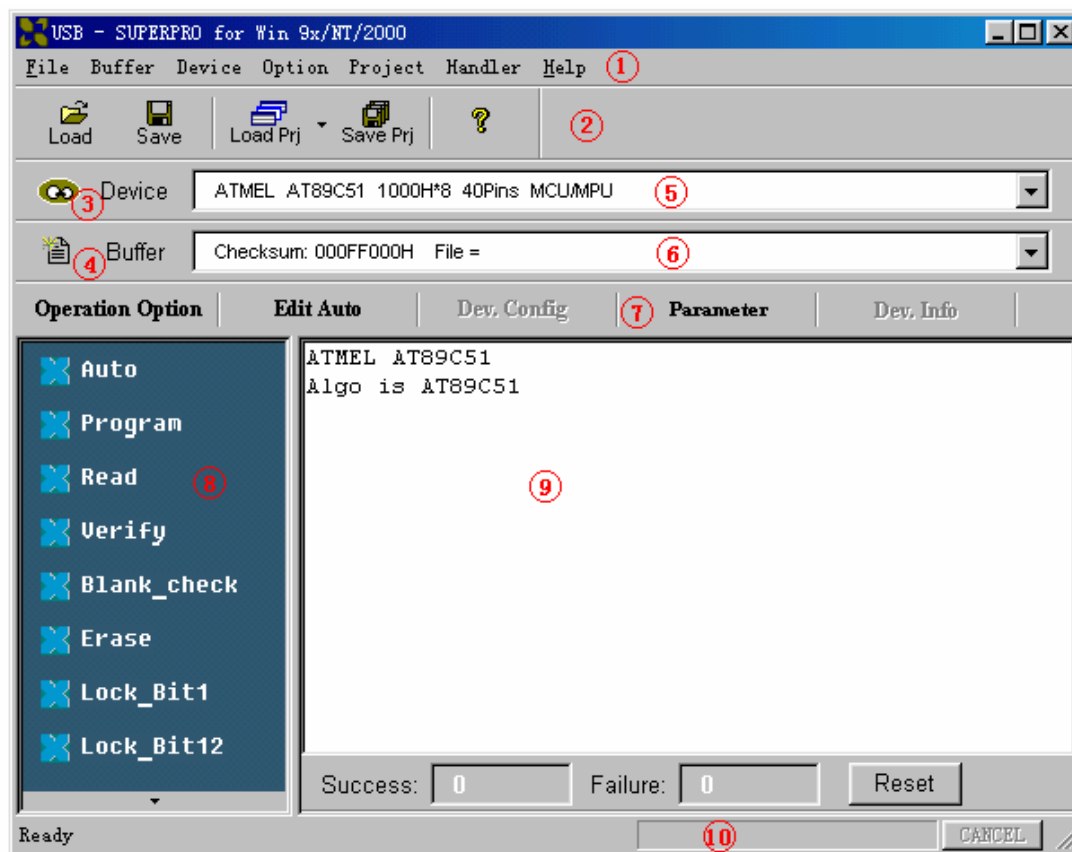 USB - SUPERPRO for Win 9x/NT/2000
File Buffer Device Option Project Handler Help ①
Load Save Load Prj Save Prj ? ②
③ Device ATMEL AT89C51 1000H*8 40Pins MCU/MPU ⑤
④ Buffer Checksum: 000FF000H File = ⑥
Operation Option Edit Auto Dev. Config ⑦ Parameter Dev. Info
Auto
Program
Read ⑧
Verify
Blank_check
Erase
Lock_Bit1
Lock_Bit12
ATMEL AT89C51
Algo is AT89C51
⑨
Success: 0 Failure: 0 Reset
Ready ⑩ CANCEL